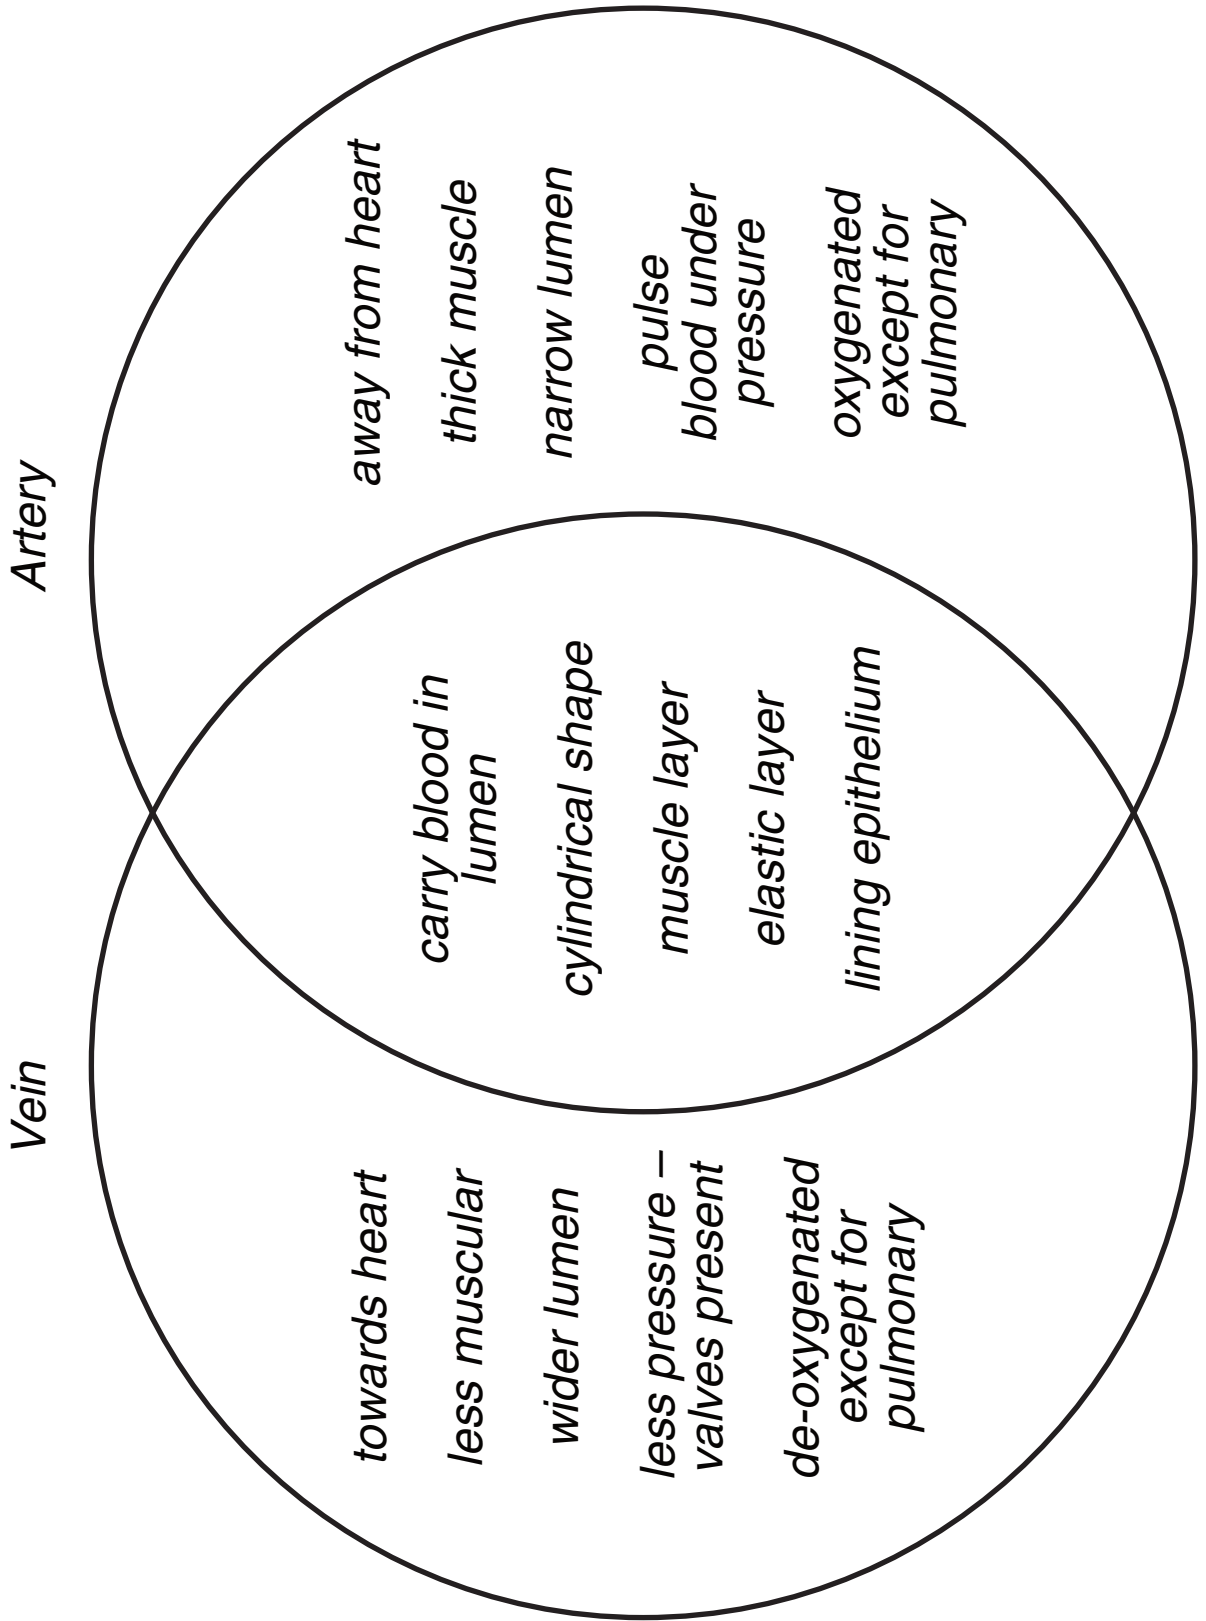 Vein
Artery
towards heart
less muscular
wider lumen
less pressure –
valves present
de-oxygenated
except for
pulmonary
carry blood in
lumen
cylindrical shape
muscle layer
elastic layer
lining epithelium
away from heart
thick muscle
narrow lumen
pulse
blood under
pressure
oxygenated
except for
pulmonary